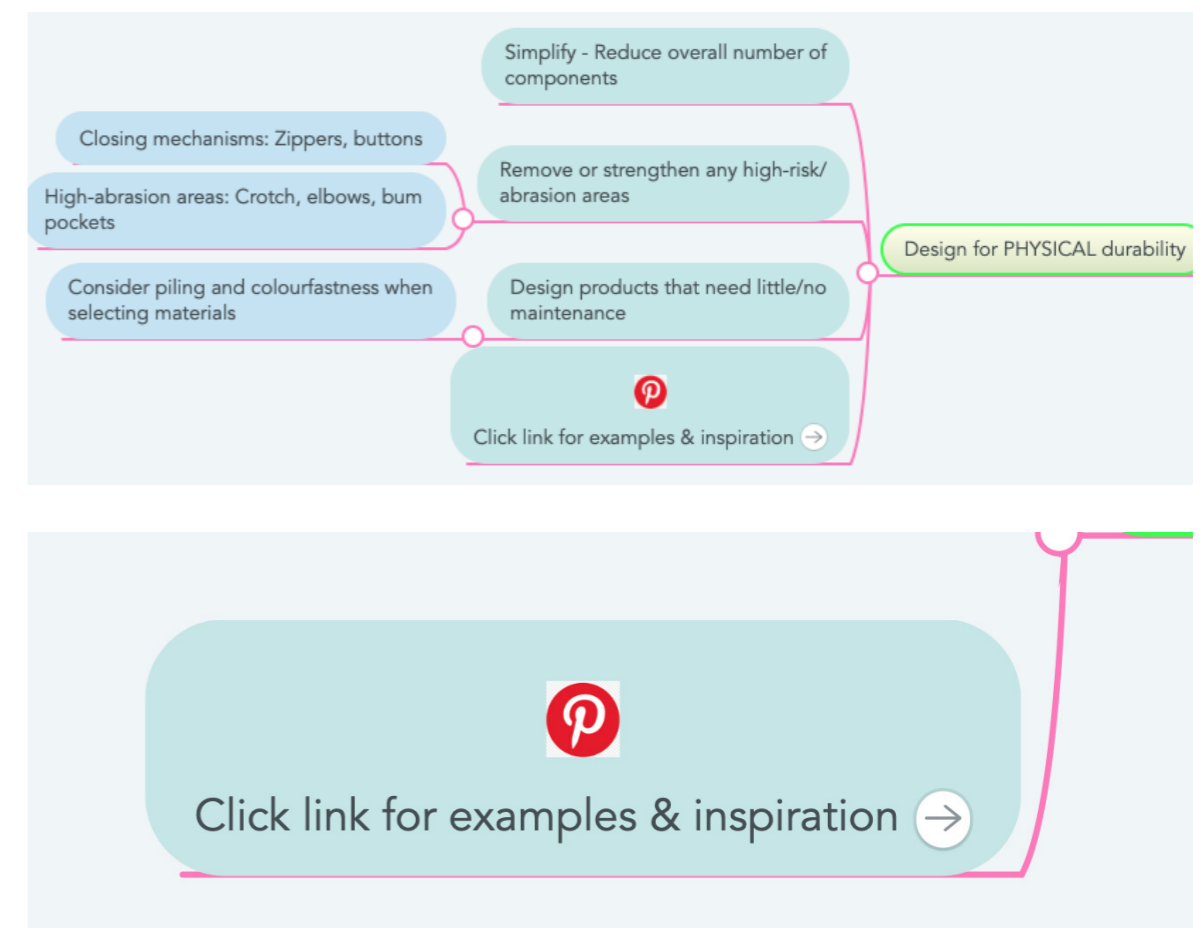 Simplify - Reduce overall number of
components
Closing mechanisms: Zippers, buttons
Remove or strengthen any high-risk/
abrasion areas
High-abrasion areas: Crotch, elbows, bum
pockets
Design for PHYSICAL durability
Consider piling and colourfastness when
selecting materials
Design products that need little/no
maintenance
Click link for examples & inspiration
Click link for examples & inspiration